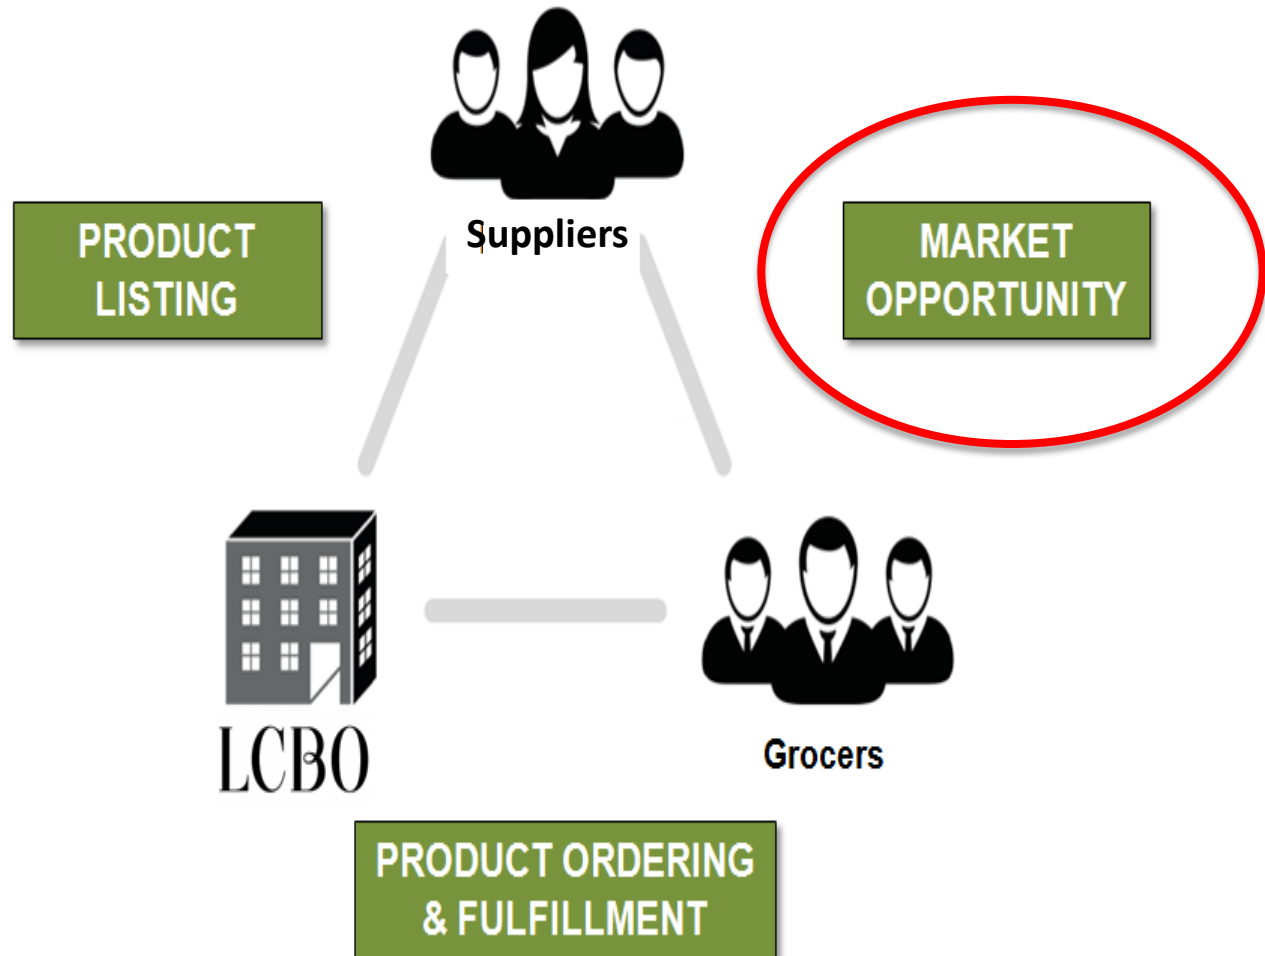 Suppliers
PRODUCT
LISTING
MARKET
OPPORTUNITY
LCBO
Grocers
PRODUCT ORDERING
& FULFILLMENT